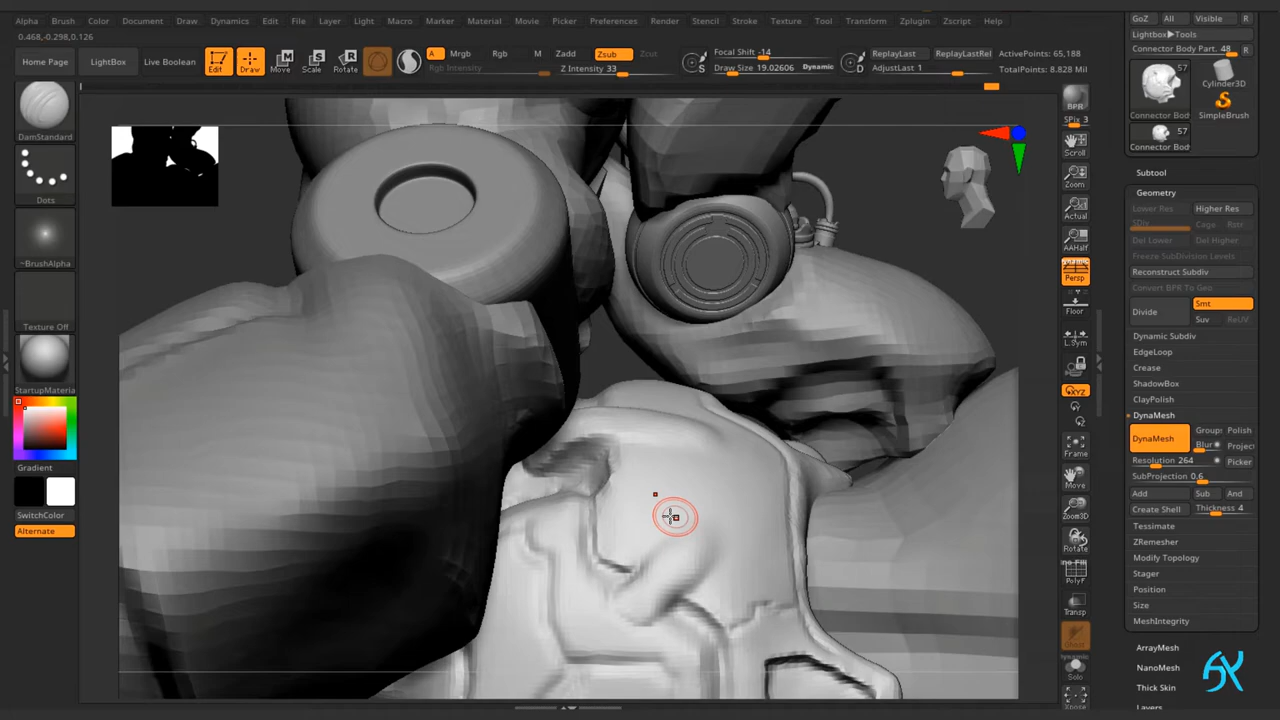 Alpha Brush Color Document Draw Dynamics Edit File Layer Light Macro Marker Material Movie Picker Preferences Render Stencil Stroke Texture Tool Transform Zplugin Zscript Help
0.468,-0.298,0.126
Home Page LightBox Live Boolean Edit Draw Move Scale Rotate
A Mrgb Rgb M Zadd Zsub Zcut
Rgb Intensity Z Intensity 33
Focal Shift -14
Draw Size 19.02606 Dynamic
S D
ReplayLast ReplayLastRel
AdjustLast 1
ActivePoints: 65,188
TotalPoints: 8.828 Mil
DamStandard
Dots
~BrushAlpha
Texture Off
StartupMateria
Gradient
SwitchColor
Alternate
BPR
SPix 3
Scroll
Zoom
Actual
AAHalf
Dynamic
Persp
Floor
L.Sym
XYZ
Frame
Move
Zoom3D
Rotate
PolyF
Transp
Ghost
Dynamic
Solo
Xpose
GoZ All Visible R
Lightbox▶Tools
Connector Body Part. 48 R
57
Connector Body
Cylinder3D
SimpleBrush
57
Connector Body
Subtool
Geometry
Lower Res Higher Res
SDiv Cage Rstr
Del Lower Del Higher
Freeze SubDivision Levels
Reconstruct Subdiv
Convert BPR To Geo
Divide Smt
Suv ReUV
Dynamic Subdiv
EdgeLoop
Crease
ShadowBox
ClayPolish
DynaMesh
DynaMesh Group Polish
Blur Projec
Resolution 264 Picker
SubProjection 0.6
Add Sub And
Create Shell Thickness 4
Tessimate
ZRemesher
Modify Topology
Stager
Position
Size
MeshIntegrity
ArrayMesh
NanoMesh
Thick Skin
Layers